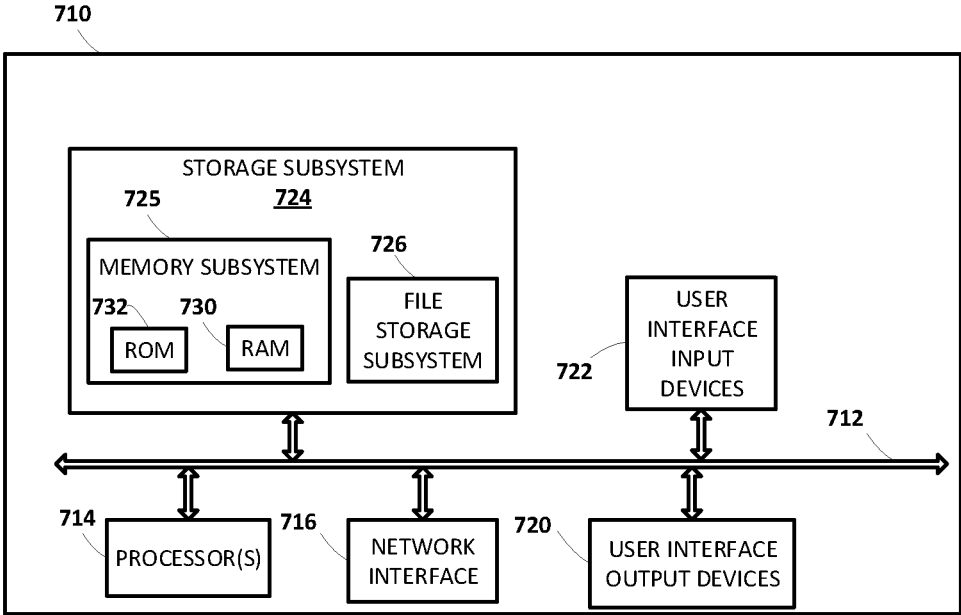 710
STORAGE SUBSYSTEM
724
725
MEMORY SUBSYSTEM
732
730
ROM
RAM
726
FILE
STORAGE
SUBSYSTEM
USER
INTERFACE
INPUT
DEVICES
722
712
714
PROCESSOR(S)
716
NETWORK
INTERFACE
720
USER INTERFACE
OUTPUT DEVICES